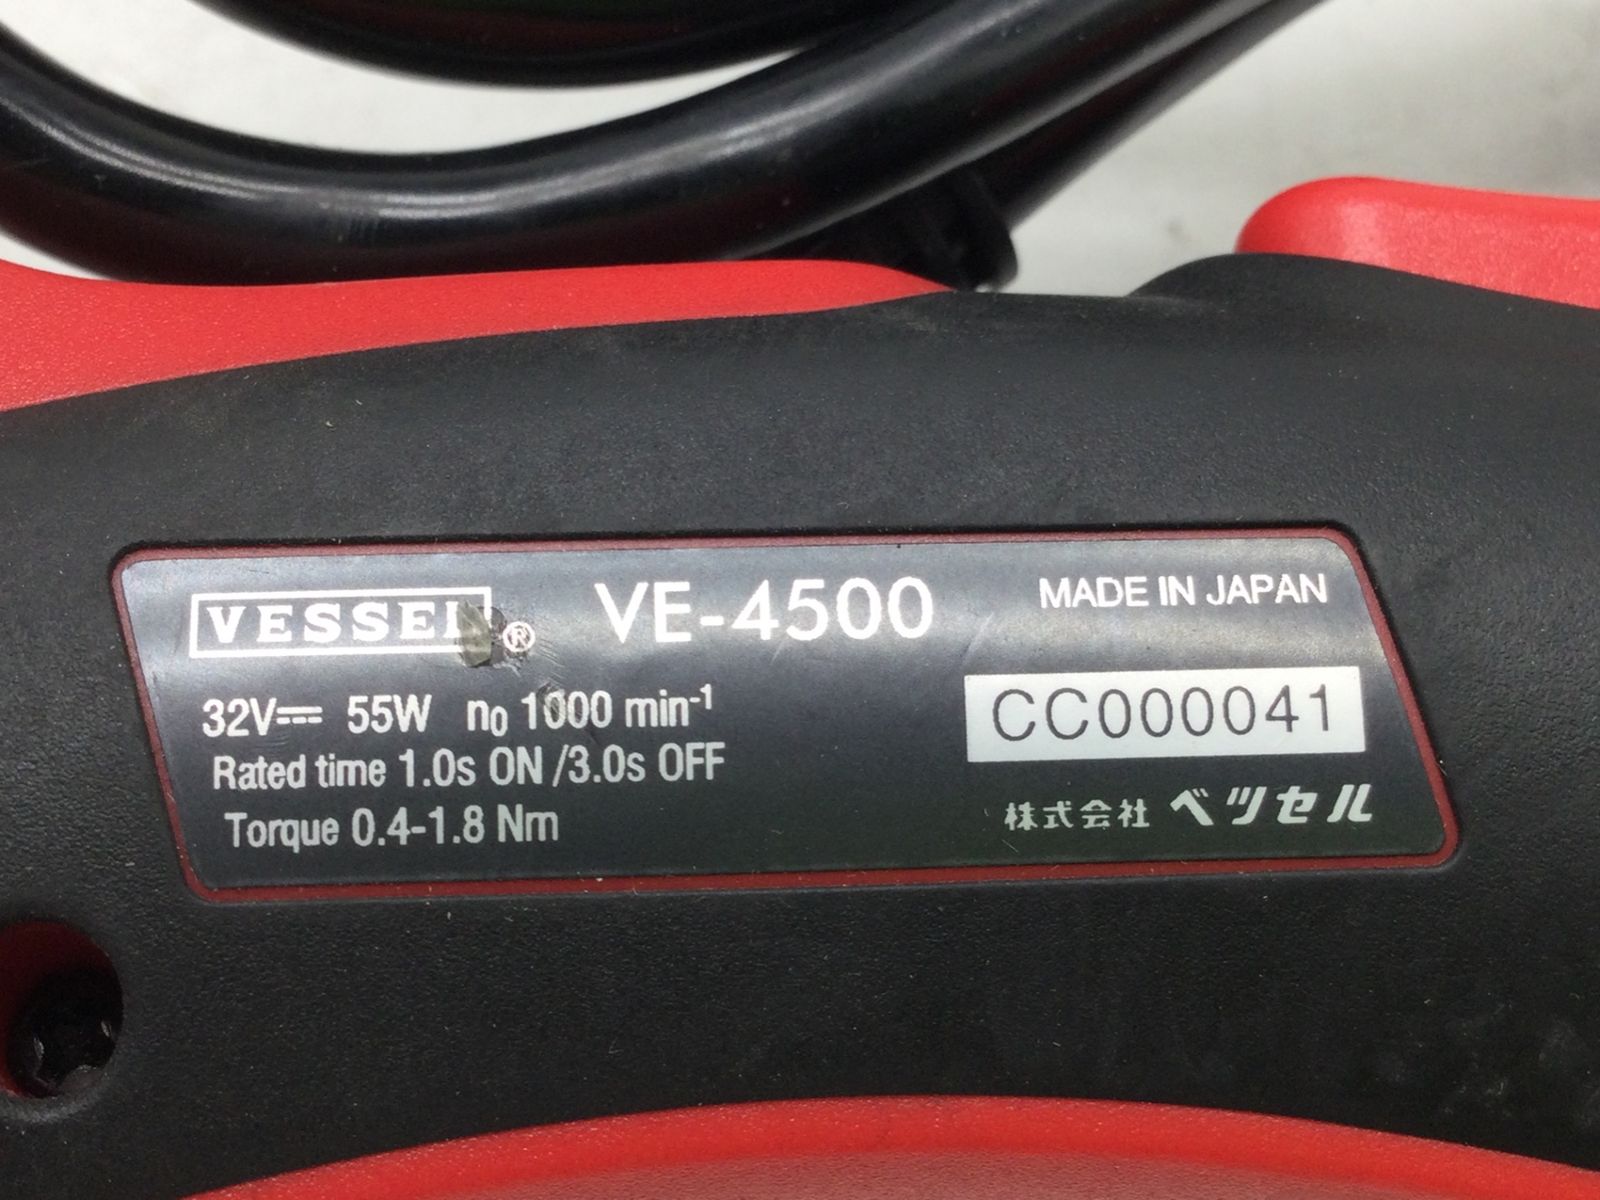 VESSEL ® VE-4500 MADE IN JAPAN
32V⎓ 55W n₀ 1000 min⁻¹
CC000041
Rated time 1.0s ON /3.0s OFF
Torque 0.4-1.8 Nm
株式会社 ベッセル